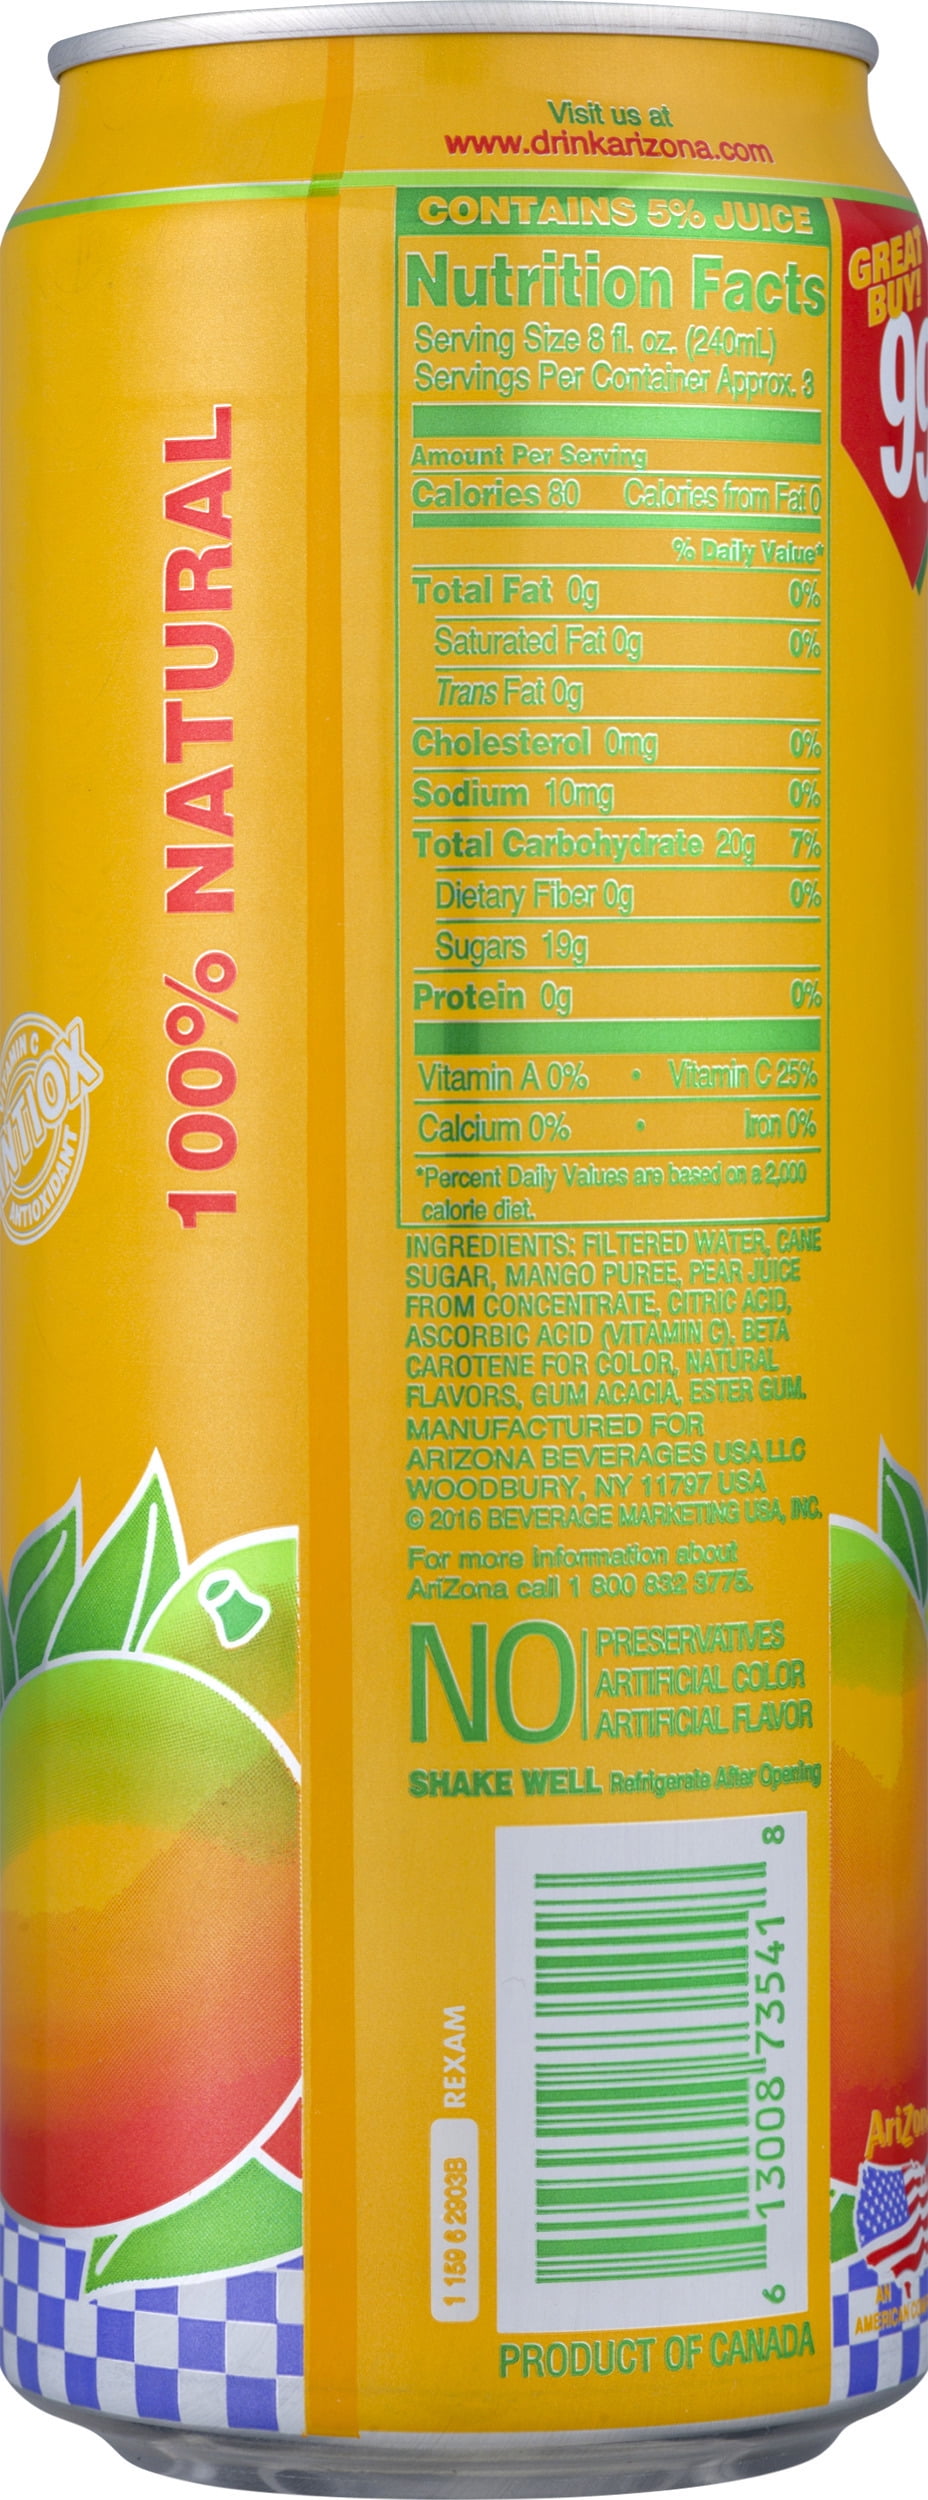 Visit us at
www.drinkarizona.com
CONTAINS 5% JUICE
Nutrition Facts
Serving Size 8 fl. oz. (240mL)
Servings Per Container Approx. 3
Amount Per Serving
Calories 80 Calories from Fat 0
% Daily Value*
Total Fat 0g 0%
Saturated Fat 0g 0%
Trans Fat 0g
Cholesterol 0mg 0%
Sodium 10mg 0%
Total Carbohydrate 20g 7%
Dietary Fiber 0g 0%
Sugars 19g
Protein 0g 0%
Vitamin A 0% • Vitamin C 25%
Calcium 0% • Iron 0%
*Percent Daily Values are based on a 2,000
calorie diet.
INGREDIENTS: FILTERED WATER, CANE
SUGAR, MANGO PUREE, PEAR JUICE
FROM CONCENTRATE, CITRIC ACID,
ASCORBIC ACID (VITAMIN C), BETA
CAROTENE FOR COLOR, NATURAL
FLAVORS, GUM ACACIA, ESTER GUM.
MANUFACTURED FOR
ARIZONA BEVERAGES USA LLC
WOODBURY, NY 11797 USA
© 2016 BEVERAGE MARKETING USA, INC.
For more information about
AriZona call 1 800 832 3775.
NO PRESERVATIVES
ARTIFICIAL COLOR
ARTIFICIAL FLAVOR
SHAKE WELL Refrigerate After Opening
6 13008 73541 8
REXAM
1 159 6 2903B
PRODUCT OF CANADA
100% NATURAL
ANTIOXIDANT
GREAT
BUY!
99
AN
AMERICAN